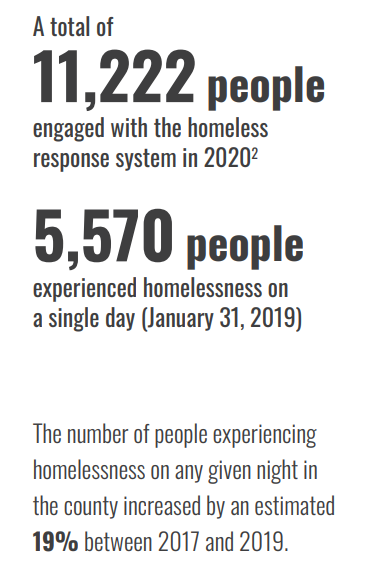 A total of
11,222 people
engaged with the homeless
response system in 2020²
5,570 people
experienced homelessness on
a single day (January 31, 2019)
The number of people experiencing
homelessness on any given night in
the county increased by an estimated
19% between 2017 and 2019.